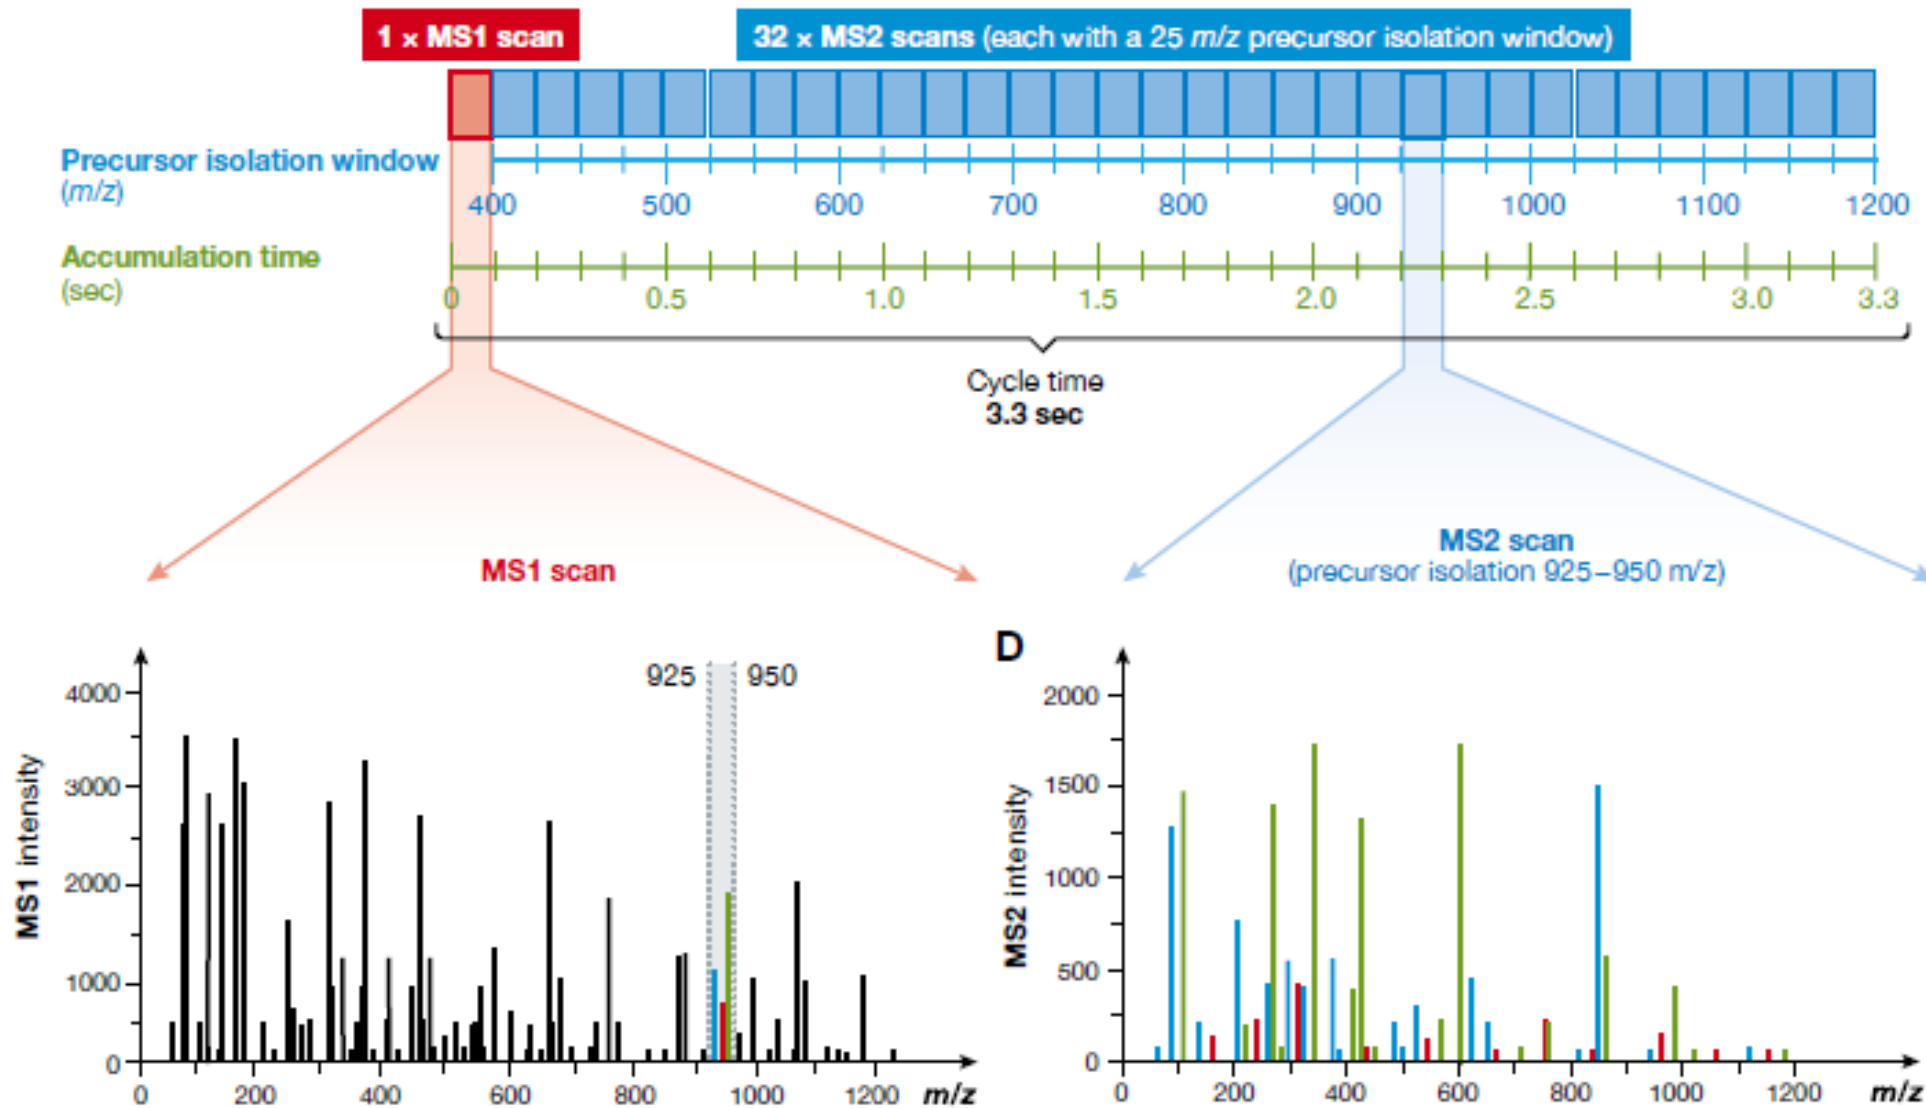 1 × MS1 scan
32 × MS2 scans (each with a 25 m/z precursor isolation window)
Precursor isolation window
(m/z)
400 500 600 700 800 900 1000 1100 1200
Accumulation time
(sec)
0 0.5 1.0 1.5 2.0 2.5 3.0 3.3
Cycle time
3.3 sec
MS1 scan
MS2 scan
(precursor isolation 925–950 m/z)
925 950
MS1 intensity
4000
3000
2000
1000
0
0 200 400 600 800 1000 1200 m/z
D
MS2 intensity
2000
1500
1000
500
0
0 200 400 600 800 1000 1200 m/z